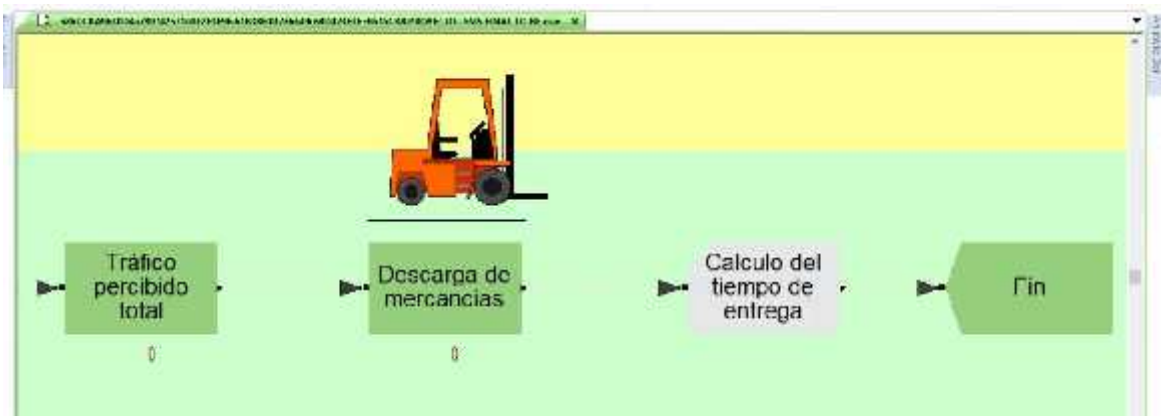 Tráfico
percibido
total
Descarga de
mercancias
Calculo del
tiempo de
entrega
Fin
0
0